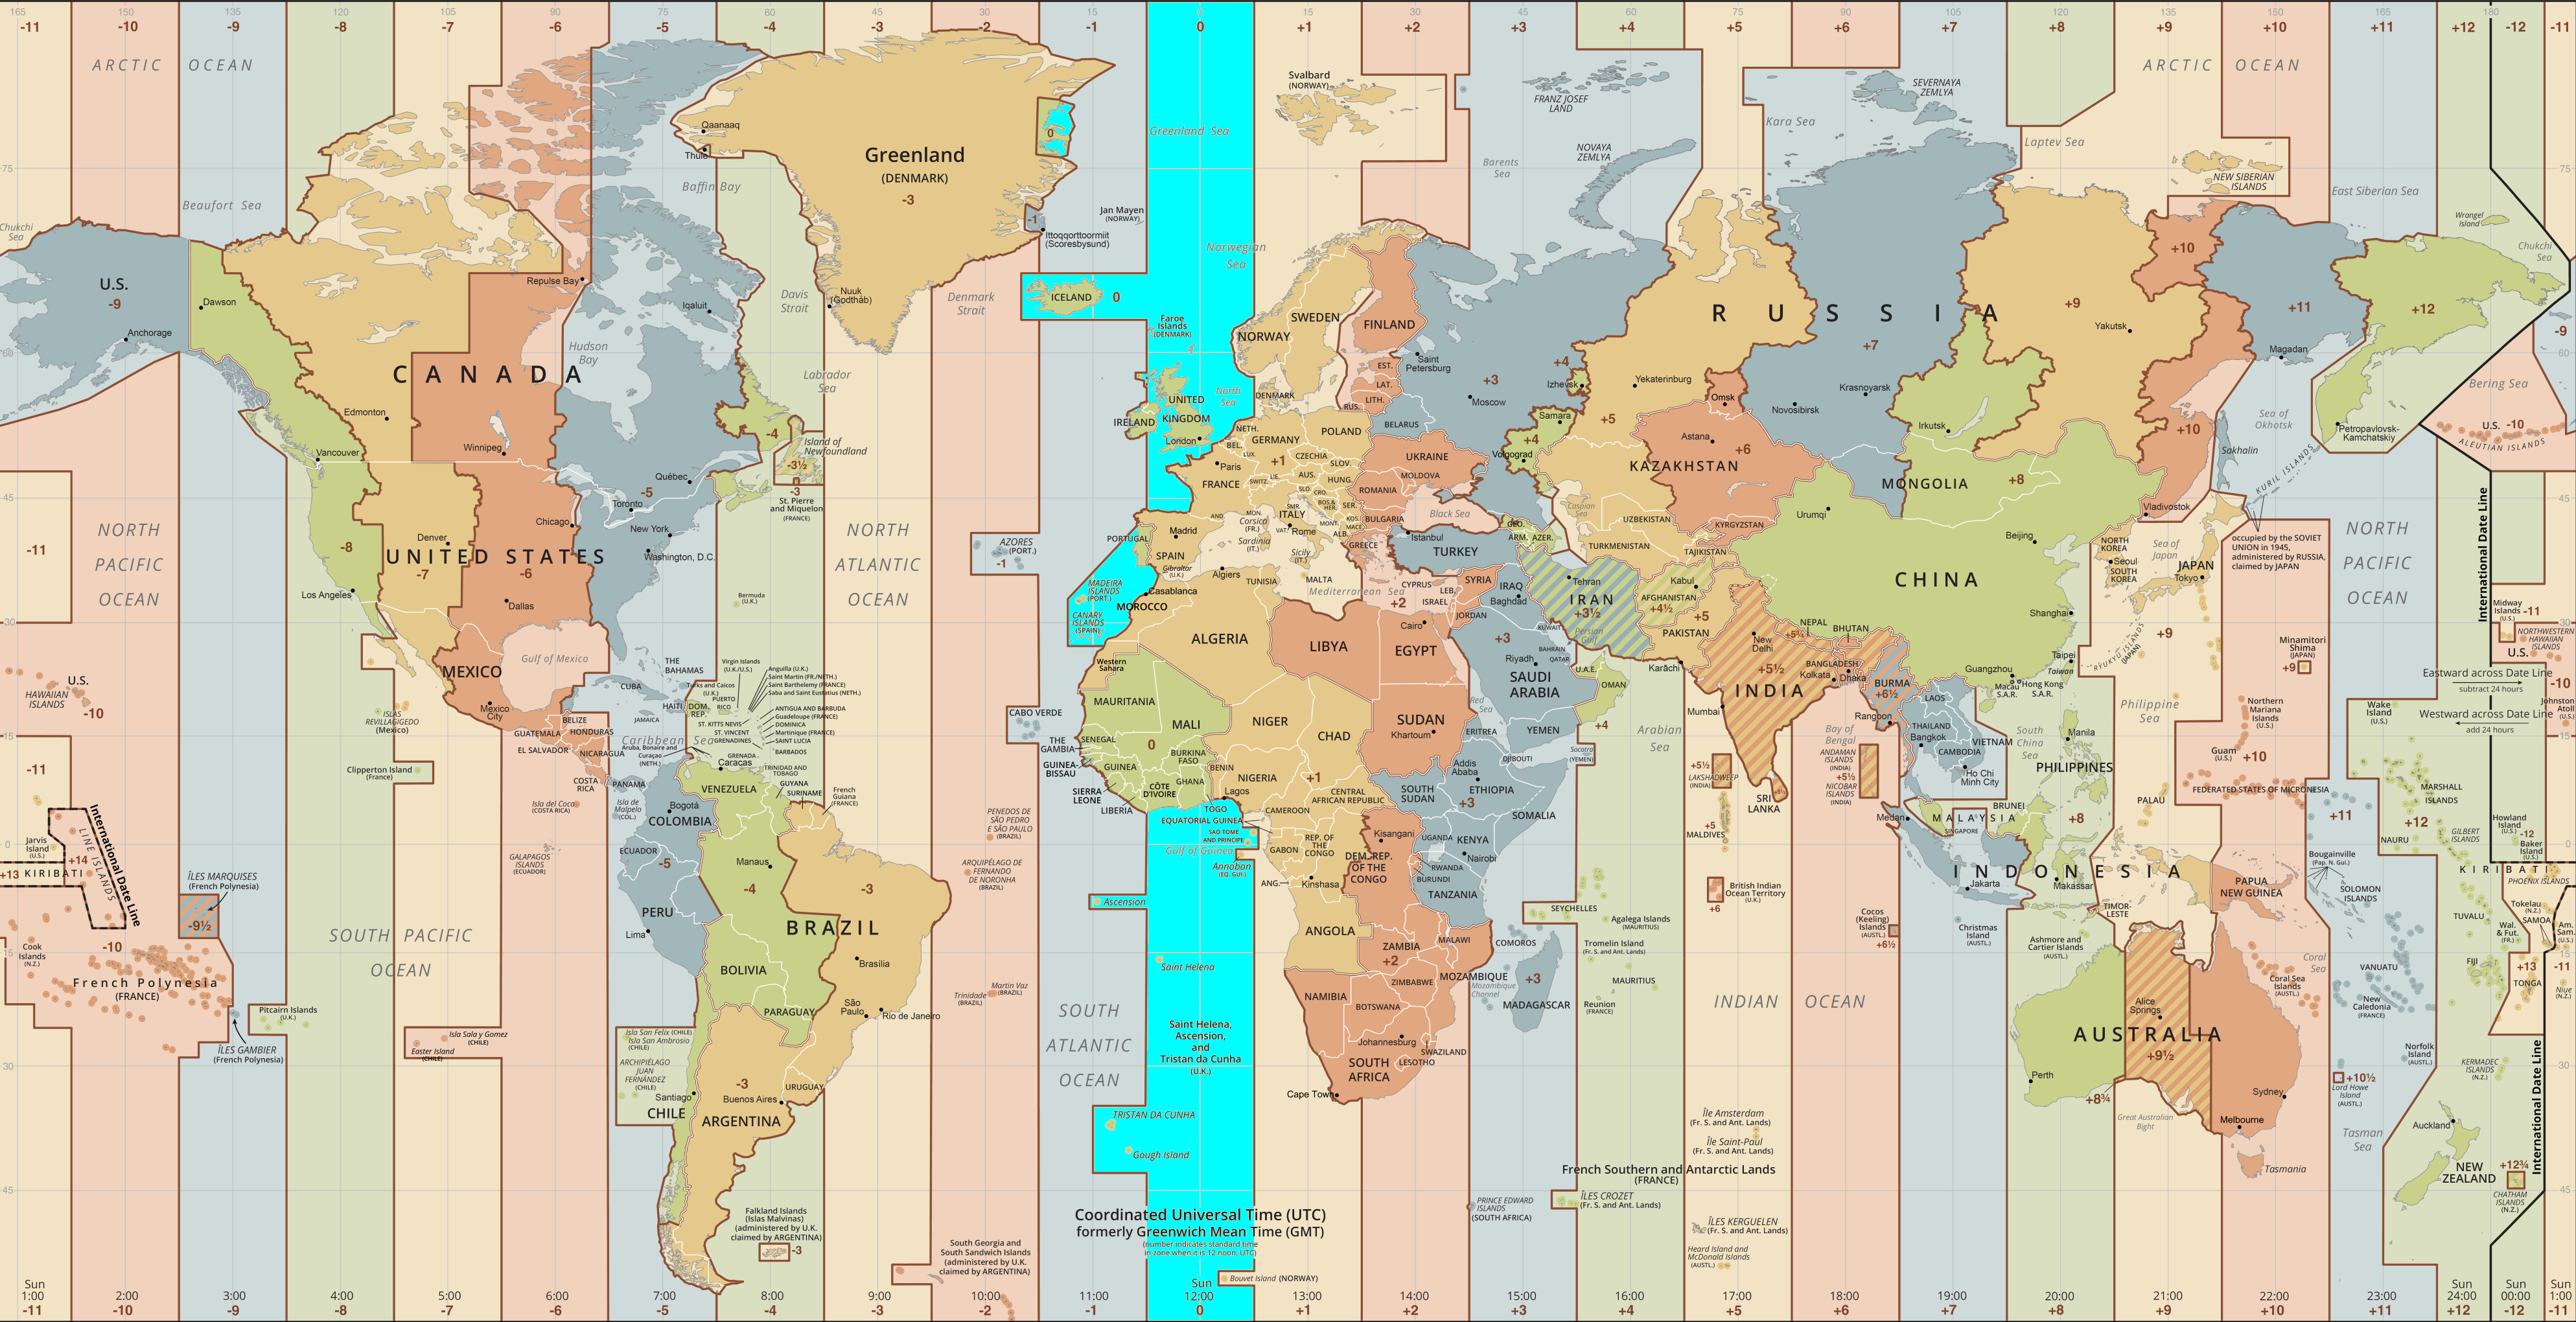 165 150 135 120 105 90 75 60 45 30 15 0 15 30 45 60 75 90 105 120 135 150 165 180
-11 -10 -9 -8 -7 -6 -5 -4 -3 -2 -1 0 +1 +2 +3 +4 +5 +6 +7 +8 +9 +10 +11 +12 -12 -11
ARCTIC OCEAN
ARCTIC OCEAN
Chukchi
Sea
Beaufort Sea
Baffin Bay
Qaanaaq
Thule
Greenland
(DENMARK)
-3
0
Greenland Sea
Svalbard
(NORWAY)
FRANZ JOSEF
LAND
SEVERNAYA
ZEMLYA
Kara Sea
Laptev Sea
NOVAYA
ZEMLYA
Barents
Sea
NEW SIBERIAN
ISLANDS
East Siberian Sea
Wrangel
Island
Chukchi
Sea
-1
Ittoqqortoormiit
(Scoresbysund)
Jan Mayen
(NORWAY)
Norwegian
Sea
U.S.
-9
Anchorage
Dawson
Repulse Bay
Iqaluit
Davis
Strait
Nuuk
(Godthåb)
Denmark
Strait
ICELAND
0
Faroe
Islands
(DENMARK)
CANADA
Hudson
Bay
Labrador
Sea
Edmonton
Vancouver
Winnipeg
-4
Island of
Newfoundland
-3½
-3
St. Pierre
and Miquelon
(FRANCE)
Québec
-5
Toronto
New York
Washington, D.C.
Chicago
Denver
UNITED STATES
-8
-7
-6
Los Angeles
Dallas
NORTH
PACIFIC
OCEAN
-11
Bermuda
(U.K.)
NORTH
ATLANTIC
OCEAN
AZORES
(PORT.)
-1
MADEIRA
ISLANDS
(PORT.)
CANARY
ISLANDS
(SPAIN)
MEXICO
Mexico
City
Gulf of Mexico
ISLAS
REVILLAGIGEDO
(Mexico)
Clipperton Island
(France)
U.S.
HAWAIIAN
ISLANDS
-10
-11
THE
BAHAMAS
CUBA
JAMAICA
HAITI
DOM.
REP.
Turks and Caicos
(U.K.)
PUERTO
RICO
Virgin Islands
(U.K./U.S.)
Anguilla (U.K.)
Saint Martin (FR./NETH.)
Saint Barthelemy (FRANCE)
Saba and Saint Eustatius (NETH.)
ANTIGUA AND BARBUDA
Guadeloupe (FRANCE)
DOMINICA
Martinique (FRANCE)
SAINT LUCIA
BARBADOS
ST. KITTS NEVIS
ST. VINCENT
GRENADINES
GRENADA
TRINIDAD AND
TOBAGO
Caribbean Sea
Aruba, Bonaire and
Curaçao
(NETH.)
BELIZE
HONDURAS
GUATEMALA
EL SALVADOR
NICARAGUA
COSTA
RICA
PANAMA
Isla del Coco
(COSTA RICA)
Isla de
Malpelo
(COL.)
GALAPAGOS
ISLANDS
(ECUADOR)
Caracas
VENEZUELA
GUYANA
SURINAME
French
Guiana
(FRANCE)
Bogotá
COLOMBIA
ECUADOR
-5
PERU
Lima
Manaus
-4
-3
BRAZIL
BOLIVIA
Brasília
PARAGUAY
São
Paulo
Rio de Janeiro
URUGUAY
Buenos Aires
-3
ARGENTINA
Santiago
CHILE
Isla San Felix (CHILE)
Isla San Ambrosio
(CHILE)
ARCHIPIÉLAGO
JUAN
FERNÁNDEZ
(CHILE)
Falkland Islands
(Islas Malvinas)
(administered by U.K.
claimed by ARGENTINA)
-3
South Georgia and
South Sandwich Islands
(administered by U.K.
claimed by ARGENTINA)
PENEDOS DE
SÃO PEDRO
E SÃO PAULO
(BRAZIL)
ARQUIPÉLAGO DE
FERNANDO
DE NORONHA
(BRAZIL)
Trinidade
(BRAZIL)
Martin Vaz
(BRAZIL)
Jarvis
Island
(U.S.)
LINE ISLANDS
International Date Line
+14
+13 KIRIBATI
ÎLES MARQUISES
(French Polynesia)
-9½
-10
Cook
Islands
(N.Z.)
French Polynesia
(FRANCE)
Pitcairn Islands
(U.K.)
ÎLES GAMBIER
(French Polynesia)
SOUTH PACIFIC
OCEAN
Easter Island
(CHILE)
Isla Sala y Gomez
(CHILE)
SOUTH
ATLANTIC
OCEAN
Ascension
Saint Helena
Saint Helena,
Ascension,
and
Tristan da Cunha
(U.K.)
TRISTAN DA CUNHA
Gough Island
Coordinated Universal Time (UTC)
formerly Greenwich Mean Time (GMT)
(number indicates standard time
in zone when it is 12 noon, UTC)
Bouvet Island (NORWAY)
NORWAY
SWEDEN
FINLAND
EST.
LAT.
LITH.
RUS.
DENMARK
North
Sea
UNITED
KINGDOM
IRELAND
London
NETH.
BEL.
LUX.
GERMANY
POLAND
BELARUS
CZECHIA
SLOV.
UKRAINE
MOLDOVA
Paris
FRANCE
SWITZ.
LIE.
AUS.
HUNG.
+1
SLO.
CRO.
ROMANIA
BOS.&
HER.
SER.
BULGARIA
MONT.
KOS.
MACE.
ALB.
GREECE
AND.
MON.
SMR.
ITALY
VAT.
Rome
Corsica
(FR.)
Sardinia
(IT.)
Sicily
(IT.)
Madrid
SPAIN
PORTUGAL
Gibraltar
(U.K.)
Algiers
TUNISIA
MALTA
Mediterranean Sea
Black Sea
Istanbul
TURKEY
CYPRUS
SYRIA
LEB.
ISRAEL
JORDAN
IRAQ
Baghdad
+2
Casablanca
MOROCCO
Western
Sahara
ALGERIA
LIBYA
Cairo
EGYPT
MAURITANIA
MALI
0
NIGER
CHAD
SUDAN
Khartoum
ERITREA
CABO VERDE
SENEGAL
THE
GAMBIA
GUINEA-
BISSAU
GUINEA
SIERRA
LEONE
LIBERIA
CÔTE
D'IVOIRE
BURKINA
FASO
GHANA
TOGO
BENIN
NIGERIA
Lagos
+1
CAMEROON
CENTRAL
AFRICAN REPUBLIC
EQUATORIAL GUINEA
SAO TOME
AND PRINCIPE
Gulf of Guinea
Annobon
(EQ. GUI.)
GABON
REP. OF
THE
CONGO
ANG.
Kinshasa
Kisangani
DEM. REP.
OF THE
CONGO
SOUTH
SUDAN
Addis
Ababa
ETHIOPIA
DJIBOUTI
+3
SOMALIA
UGANDA
KENYA
Nairobi
RWANDA
BURUNDI
TANZANIA
ANGOLA
ZAMBIA
+2
MALAWI
MOZAMBIQUE
Mozambique
Channel
ZIMBABWE
NAMIBIA
BOTSWANA
Johannesburg
SWAZILAND
LESOTHO
SOUTH
AFRICA
Cape Town
COMOROS
+3
MADAGASCAR
SEYCHELLES
Agalega Islands
(MAURITIUS)
Tromelin Island
(Fr. S. and Ant. Lands)
MAURITIUS
Reunion
(FRANCE)
Île Amsterdam
(Fr. S. and Ant. Lands)
Île Saint-Paul
(Fr. S. and Ant. Lands)
French Southern and Antarctic Lands
(FRANCE)
PRINCE EDWARD
ISLANDS
(SOUTH AFRICA)
ÎLES CROZET
(Fr. S. and Ant. Lands)
ÎLES KERGUELEN
(Fr. S. and Ant. Lands)
Heard Island and
McDonald Islands
(AUSTL.)
RUSSIA
Saint
Petersburg
+3
Moscow
+4
Izhevsk
Samara
+4
Volgograd
Yekaterinburg
+5
Omsk
Novosibirsk
+7
Krasnoyarsk
Irkutsk
+9
Yakutsk
+10
+11
Magadan
+12
+10
Vladivostok
Sakhalin
Sea of
Okhotsk
KURIL ISLANDS
Petropavlovsk-
Kamchatskiy
-9
Bering Sea
U.S. -10
ALEUTIAN ISLANDS
Astana
+6
KAZAKHSTAN
Caspian
Sea
GEO.
ARM.
AZER.
UZBEKISTAN
TURKMENISTAN
KYRGYZSTAN
TAJIKISTAN
Tehran
IRAN
+3½
Kabul
AFGHANISTAN
+4½
+5
PAKISTAN
Karāchi
KUWAIT
Persian
Gulf
BAHRAIN
QATAR
U.A.E.
OMAN
+4
Riyadh
SAUDI
ARABIA
+3
Red
Sea
YEMEN
Socotra
(YEMEN)
Arabian
Sea
New
Delhi
NEPAL
+5¾
BHUTAN
BANGLADESH
Dhaka
Kolkata
+5½
INDIA
Mumbai
+5½
LAKSHADWEEP
(INDIA)
+5
MALDIVES
SRI
LANKA
Bay of
Bengal
ANDAMAN
ISLANDS
(INDIA)
+5½
NICOBAR
ISLANDS
(INDIA)
British Indian
Ocean Territory
(U.K.)
+6
INDIAN OCEAN
BURMA
+6½
Rangoon
LAOS
THAILAND
Bangkok
CAMBODIA
VIETNAM
Ho Chi
Minh City
Urumqi
MONGOLIA
+8
CHINA
Beijing
Shanghai
Taipei
Taiwan
Guangzhou
Hong Kong
S.A.R.
Macau
S.A.R.
NORTH
KOREA
Seoul
SOUTH
KOREA
Sea of
Japan
JAPAN
Tokyo
RYUKYU ISLANDS
(JAPAN)
+9
occupied by the SOVIET
UNION in 1945,
administered by RUSSIA,
claimed by JAPAN
South
China
Sea
Manila
PHILIPPINES
Philippine
Sea
PALAU
Medan
MALAYSIA
SINGAPORE
BRUNEI
+8
INDONESIA
Jakarta
Makassar
TIMOR-
LESTE
Cocos
(Keeling)
Islands
(AUSTL.)
+6½
Christmas
Island
(AUSTL.)
Ashmore and
Cartier Islands
(AUSTL.)
PAPUA
NEW GUINEA
Northern
Mariana
Islands
(U.S.)
Guam
(U.S.)
+10
FEDERATED STATES OF MICRONESIA
Minamitori
Shima
(JAPAN)
+9
NORTH
PACIFIC
OCEAN
International Date Line
Midway
Islands
(U.S.)
-11
NORTHWESTERN
HAWAIIAN
ISLANDS
U.S.
-10
Eastward across Date Line
subtract 24 hours
Westward across Date Line
add 24 hours
Johnston
Atoll
(U.S.)
Wake
Island
(U.S.)
MARSHALL
ISLANDS
+11
+12
NAURU
GILBERT
ISLANDS
Howland
Island
(U.S.)
-12
Baker
Island
(U.S.)
KIRIBATI
PHOENIX ISLANDS
Bougainville
(Pap. N. Gui.)
SOLOMON
ISLANDS
TUVALU
Tokelau
(N.Z.)
SAMOA
Am.
Sam.
(U.S.)
Wal.
& Fut.
(FR.)
FIJI
+13
TONGA
-11
Niue
(N.Z.)
VANUATU
New
Caledonia
(FRANCE)
Coral
Sea
Coral Sea
Islands
(AUSTL.)
Alice
Springs
AUSTRALIA
+9½
Perth
+8¾
Great Australian
Bight
Sydney
Melbourne
Tasmania
+10½
Lord Howe
Island
(AUSTL.)
Norfolk
Island
(AUSTL.)
KERMADEC
ISLANDS
(N.Z.)
International Date Line
Tasman
Sea
Auckland
NEW
ZEALAND
+12¾
CHATHAM
ISLANDS
(N.Z.)
75
60
45
30
15
0
15
30
45
Sun
1:00 2:00 3:00 4:00 5:00 6:00 7:00 8:00 9:00 10:00 11:00 Sun 12:00 13:00 14:00 15:00 16:00 17:00 18:00 19:00 20:00 21:00 22:00 23:00 Sun 24:00 Sun 00:00 Sun 1:00
-11 -10 -9 -8 -7 -6 -5 -4 -3 -2 -1 0 +1 +2 +3 +4 +5 +6 +7 +8 +9 +10 +11 +12 -12 -11